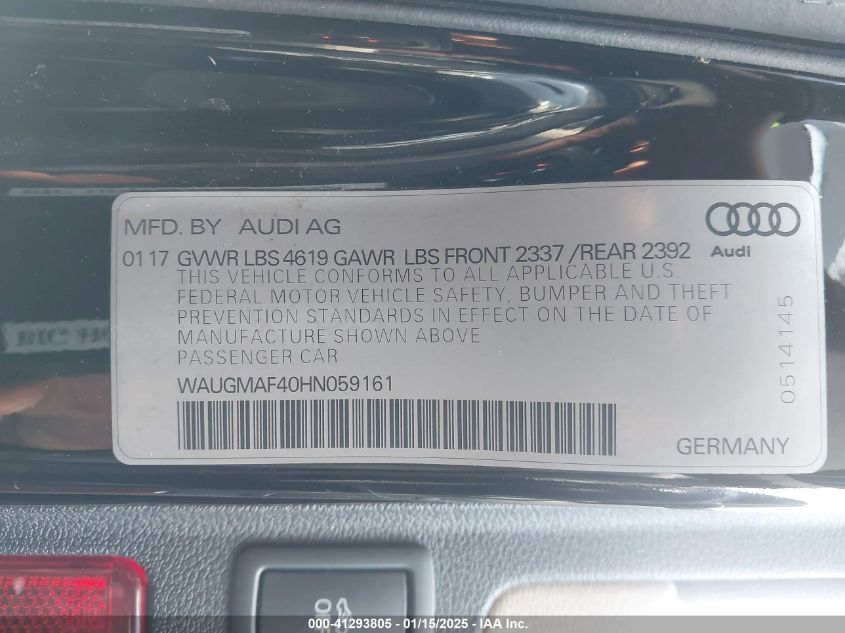 MFD. BY AUDI AG
Audi
01 17 GVWR LBS 4619 GAWR LBS FRONT 2337 /REAR 2392
THIS VEHICLE CONFORMS TO ALL APPLICABLE U.S.
FEDERAL MOTOR VEHICLE SAFETY, BUMPER AND THEFT
PREVENTION STANDARDS IN EFFECT ON THE DATE OF
MANUFACTURE SHOWN ABOVE
PASSENGER CAR
WAUGMAF40HN059161
0514145
GERMANY
OFF
000-41293805 - 01/15/2025 - IAA Inc.